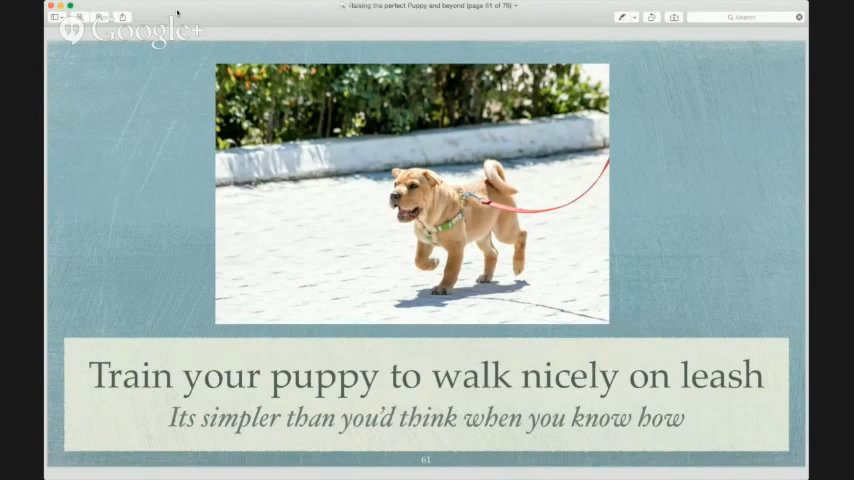 Raising the perfect Puppy and beyond (page 61 of 76)
Search
Google+
Train your puppy to walk nicely on leash
Its simpler than you'd think when you know how
61